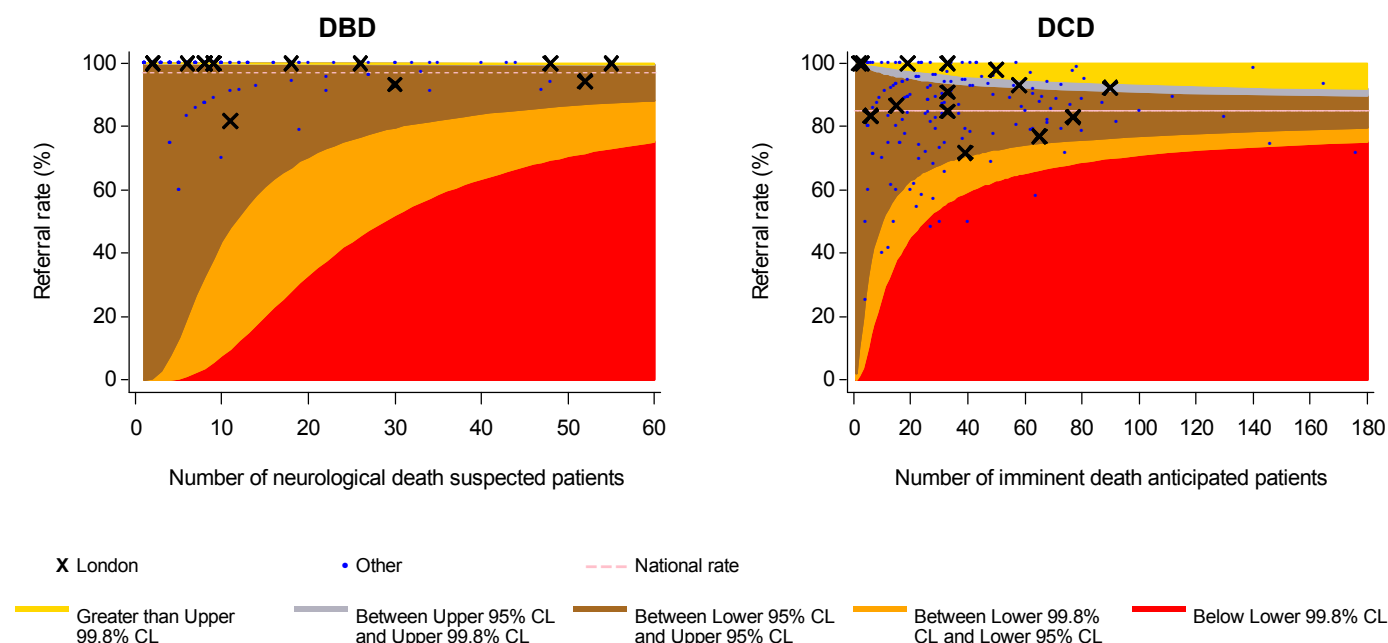 DBD
DCD
100
80
60
40
20
0
Referral rate (%)
0 10 20 30 40 50 60
Number of neurological death suspected patients
100
80
60
40
20
0
Referral rate (%)
0 20 40 60 80 100 120 140 160 180
Number of imminent death anticipated patients
X London
Other
National rate
Greater than Upper
99.8% CL
Between Upper 95% CL
and Upper 99.8% CL
Between Lower 95% CL
and Upper 95% CL
Between Lower 99.8%
CL and Lower 95% CL
Below Lower 99.8% CL